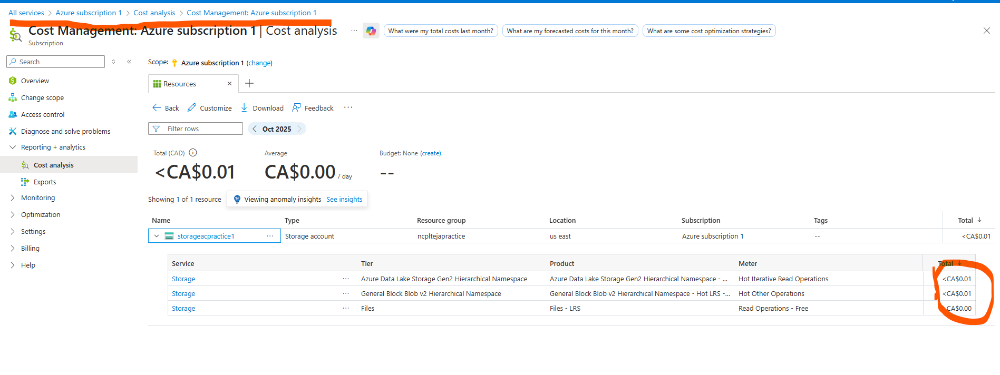 All services > Azure subscription 1 > Cost analysis > Cost Management: Azure subscription 1
Cost Management: Azure subscription 1 | Cost analysis ... What were my total costs last month? What are my forecasted costs for this month? What are some cost optimization strategies?
Subscription
Search
Scope: Azure subscription 1 (change)
Overview
Change scope
Access control
Diagnose and solve problems
Reporting + analytics
Cost analysis
Exports
Monitoring
Optimization
Settings
Billing
Help
Resources
Back Customize Download Feedback ...
Filter rows Oct 2025
Total (CAD) Average Budget: None (create)
<CA$0.01 CA$0.00 / day --
Showing 1 of 1 resource Viewing anomaly insights See insights
Name Type Resource group Location Subscription Tags Total ↓
storageacpractice1 ... Storage account ncpltejapractice us east Azure subscription 1 -- <CA$0.01
Service Tier Product Meter Total ↓
Storage ... Azure Data Lake Storage Gen2 Hierarchical Namespace Azure Data Lake Storage Gen2 Hierarchical Namespace - ... Hot Iterative Read Operations <CA$0.01
Storage ... General Block Blob v2 Hierarchical Namespace General Block Blob v2 Hierarchical Namespace - Hot LRS -... Hot Other Operations <CA$0.01
Storage ... Files Files - LRS Read Operations - Free CA$0.00